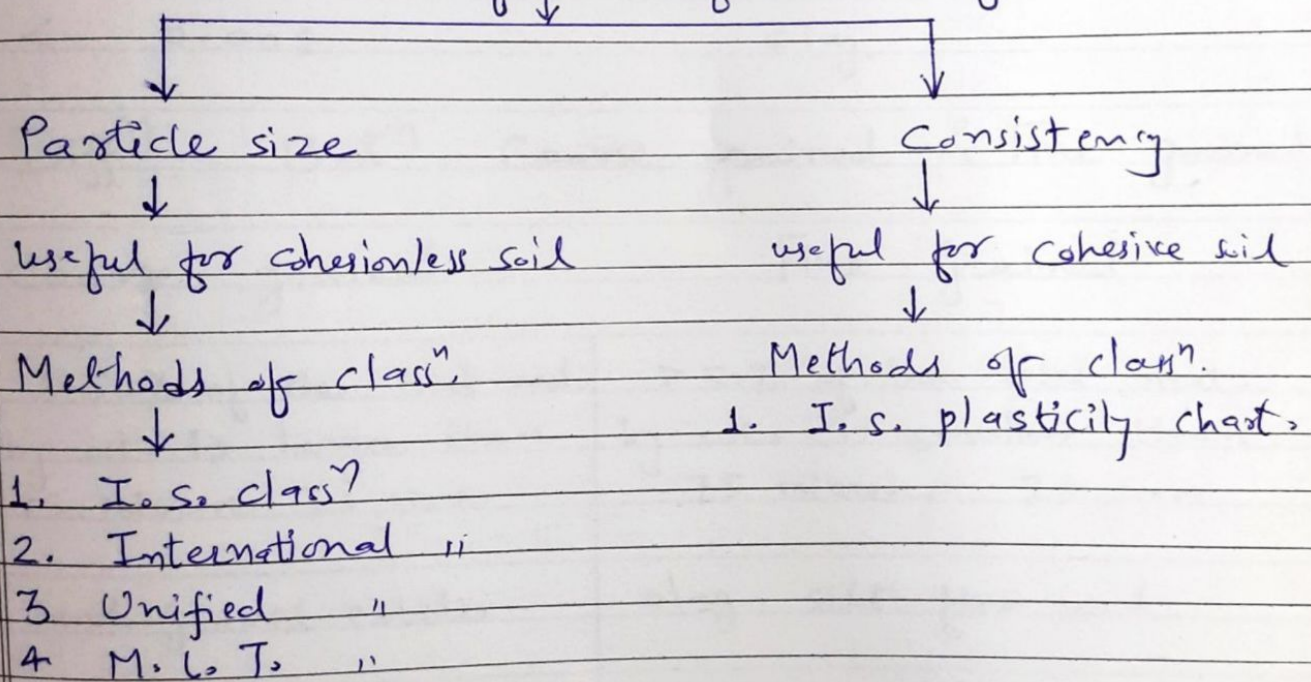 Particle size
Consistency
useful for cohesionless soil
useful for cohesive soil
Methods of classⁿ.
Methods of classⁿ.
1. I. S. plasticity chart.
1. I. S. classⁿ
2. International "
3 Unified "
4 M. I. T. "